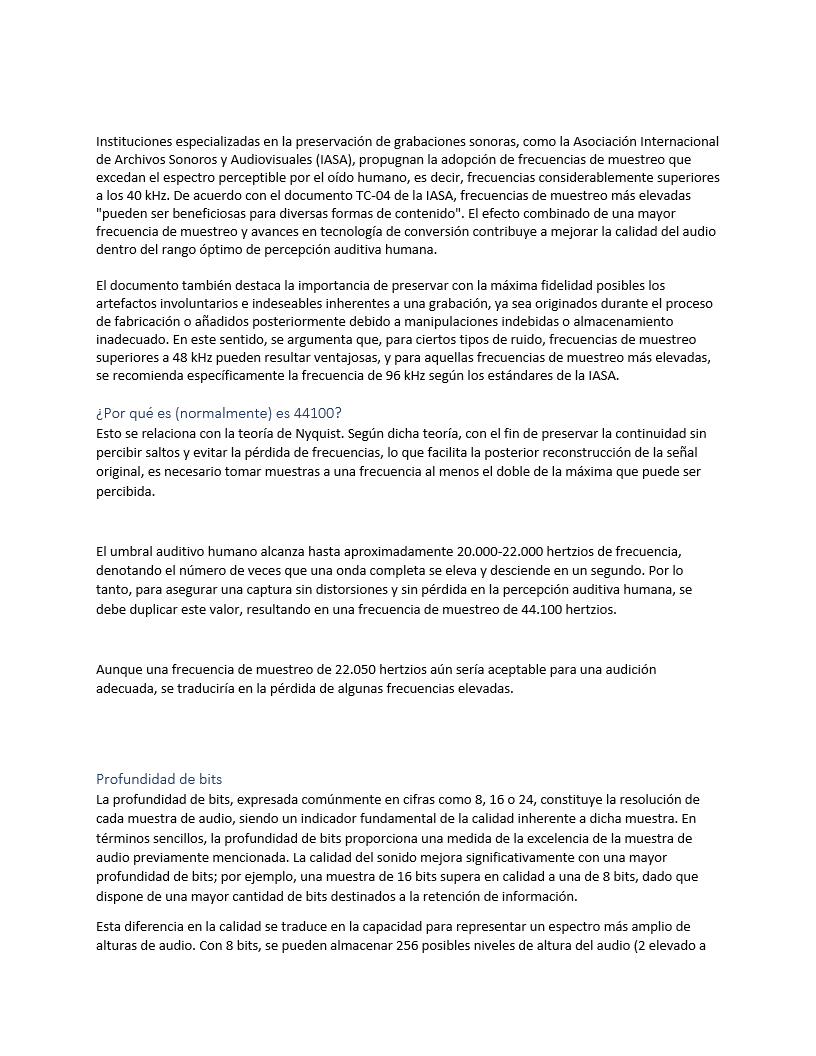 Instituciones especializadas en la preservación de grabaciones sonoras, como la Asociación Internacional
de Archivos Sonoros y Audiovisuales (IASA), propugnan la adopción de frecuencias de muestreo que
excedan el espectro perceptible por el oído humano, es decir, frecuencias considerablemente superiores
a los 40 kHz. De acuerdo con el documento TC-04 de la IASA, frecuencias de muestreo más elevadas
"pueden ser beneficiosas para diversas formas de contenido". El efecto combinado de una mayor
frecuencia de muestreo y avances en tecnología de conversión contribuye a mejorar la calidad del audio
dentro del rango óptimo de percepción auditiva humana.
El documento también destaca la importancia de preservar con la máxima fidelidad posibles los
artefactos involuntarios e indeseables inherentes a una grabación, ya sea originados durante el proceso
de fabricación o añadidos posteriormente debido a manipulaciones indebidas o almacenamiento
inadecuado. En este sentido, se argumenta que, para ciertos tipos de ruido, frecuencias de muestreo
superiores a 48 kHz pueden resultar ventajosas, y para aquellas frecuencias de muestreo más elevadas,
se recomienda específicamente la frecuencia de 96 kHz según los estándares de la IASA.
¿Por qué es (normalmente) es 44100?
Esto se relaciona con la teoría de Nyquist. Según dicha teoría, con el fin de preservar la continuidad sin
percibir saltos y evitar la pérdida de frecuencias, lo que facilita la posterior reconstrucción de la señal
original, es necesario tomar muestras a una frecuencia al menos el doble de la máxima que puede ser
percibida.
El umbral auditivo humano alcanza hasta aproximadamente 20.000-22.000 hertzios de frecuencia,
denotando el número de veces que una onda completa se eleva y desciende en un segundo. Por lo
tanto, para asegurar una captura sin distorsiones y sin pérdida en la percepción auditiva humana, se
debe duplicar este valor, resultando en una frecuencia de muestreo de 44.100 hertzios.
Aunque una frecuencia de muestreo de 22.050 hertzios aún sería aceptable para una audición
adecuada, se traduciría en la pérdida de algunas frecuencias elevadas.
Profundidad de bits
La profundidad de bits, expresada comúnmente en cifras como 8, 16 o 24, constituye la resolución de
cada muestra de audio, siendo un indicador fundamental de la calidad inherente a dicha muestra. En
términos sencillos, la profundidad de bits proporciona una medida de la excelencia de la muestra de
audio previamente mencionada. La calidad del sonido mejora significativamente con una mayor
profundidad de bits; por ejemplo, una muestra de 16 bits supera en calidad a una de 8 bits, dado que
dispone de una mayor cantidad de bits destinados a la retención de información.
Esta diferencia en la calidad se traduce en la capacidad para representar un espectro más amplio de
alturas de audio. Con 8 bits, se pueden almacenar 256 posibles niveles de altura del audio (2 elevado a